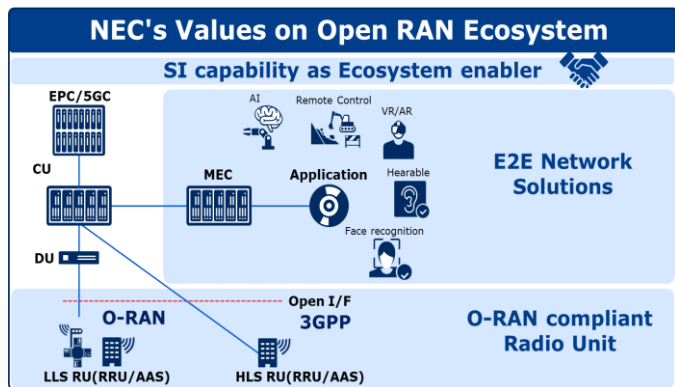 NEC's Values on Open RAN Ecosystem
SI capability as Ecosystem enabler
EPC/5GC
AI
Remote Control
VR/AR
CU
MEC
Application
Hearable
E2E Network
Solutions
Face recognition
DU
Open I/F
O-RAN
3GPP
O-RAN compliant
Radio Unit
LLS RU(RRU/AAS)
HLS RU(RRU/AAS)